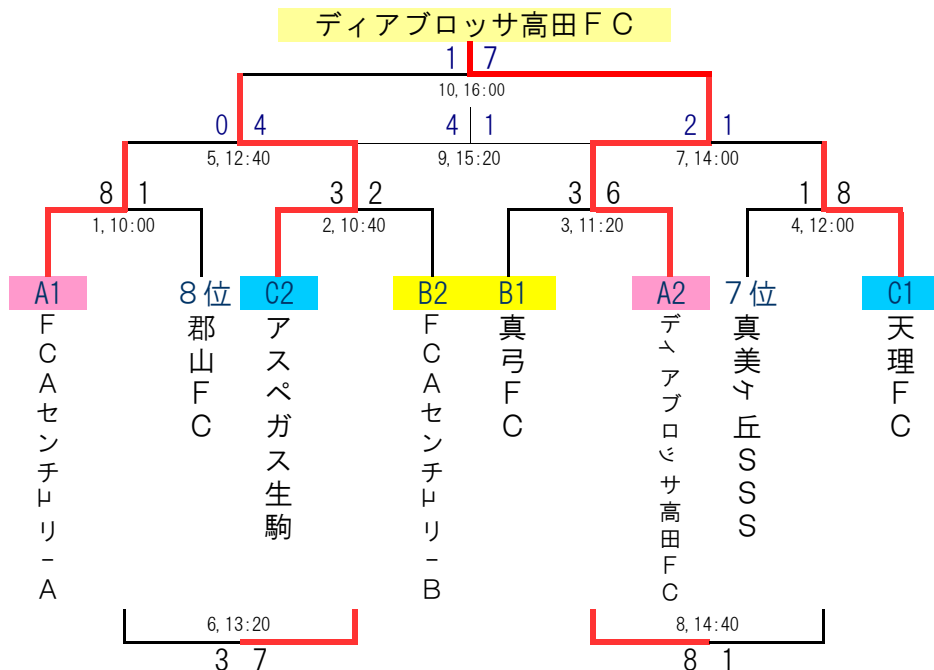 ディアブロッサ高田ＦＣ
1 7
10, 16:00
0 4
4 1
2 1
5, 12:40
9, 15:20
7, 14:00
8 1
3 2
3 6
1 8
1, 10:00
2, 10:40
3, 11:20
4, 12:00
A1
８位
C2
B2
B1
A2
７位
C1
ＦＣＡセンチュリーＡ
郡山ＦＣ
アスペガス生駒
ＦＣＡセンチュリーＢ
真弓ＦＣ
ディアブロッサ高田ＦＣ
真美ヶ丘ＳＳＳ
天理ＦＣ
6, 13:20
8, 14:40
3 7
8 1